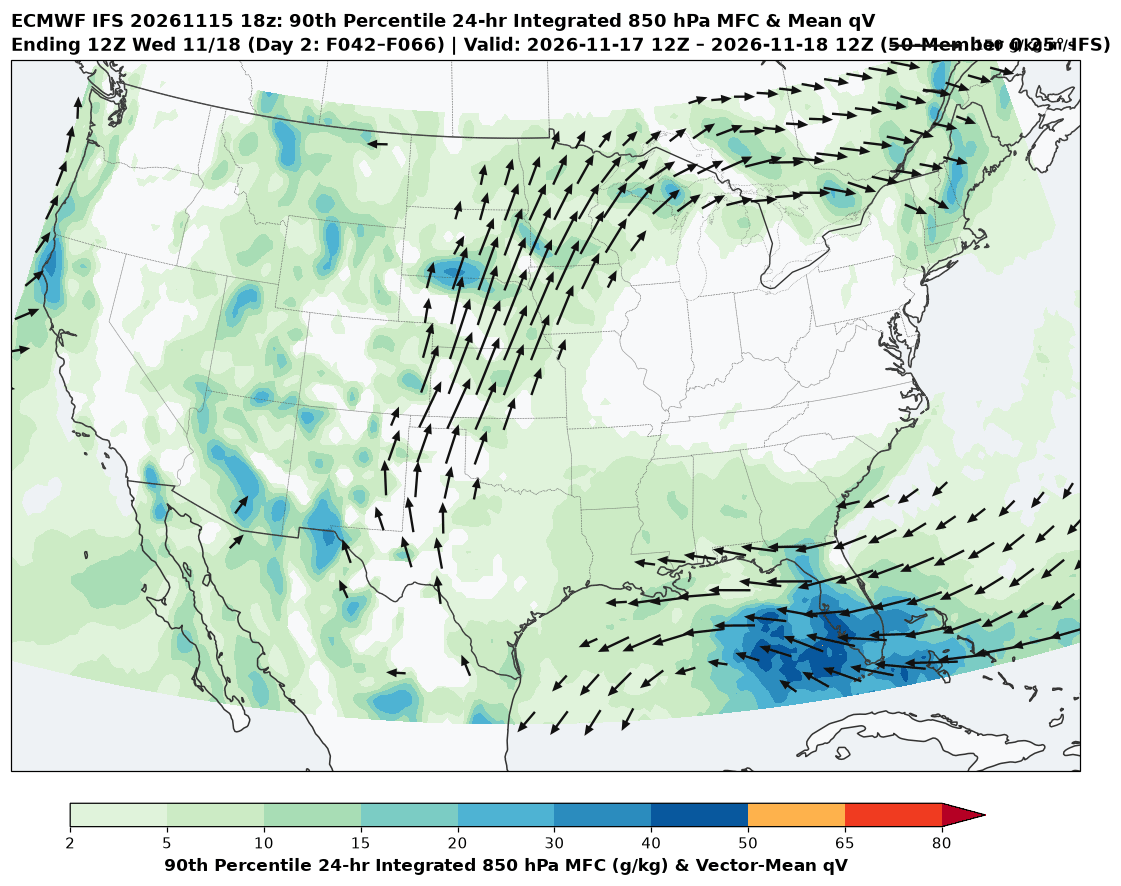 ECMWF IFS 20261115 18z: 90th Percentile 24-hr Integrated 850 hPa MFC & Mean qV
Ending 12Z Wed 11/18 (Day 2: F042–F066) | Valid: 2026-11-17 12Z – 2026-11-18 12Z (50-Member 0.25° IFS)
2 5 10 15 20 30 40 50 65 80
90th Percentile 24-hr Integrated 850 hPa MFC (g/kg) & Vector-Mean qV